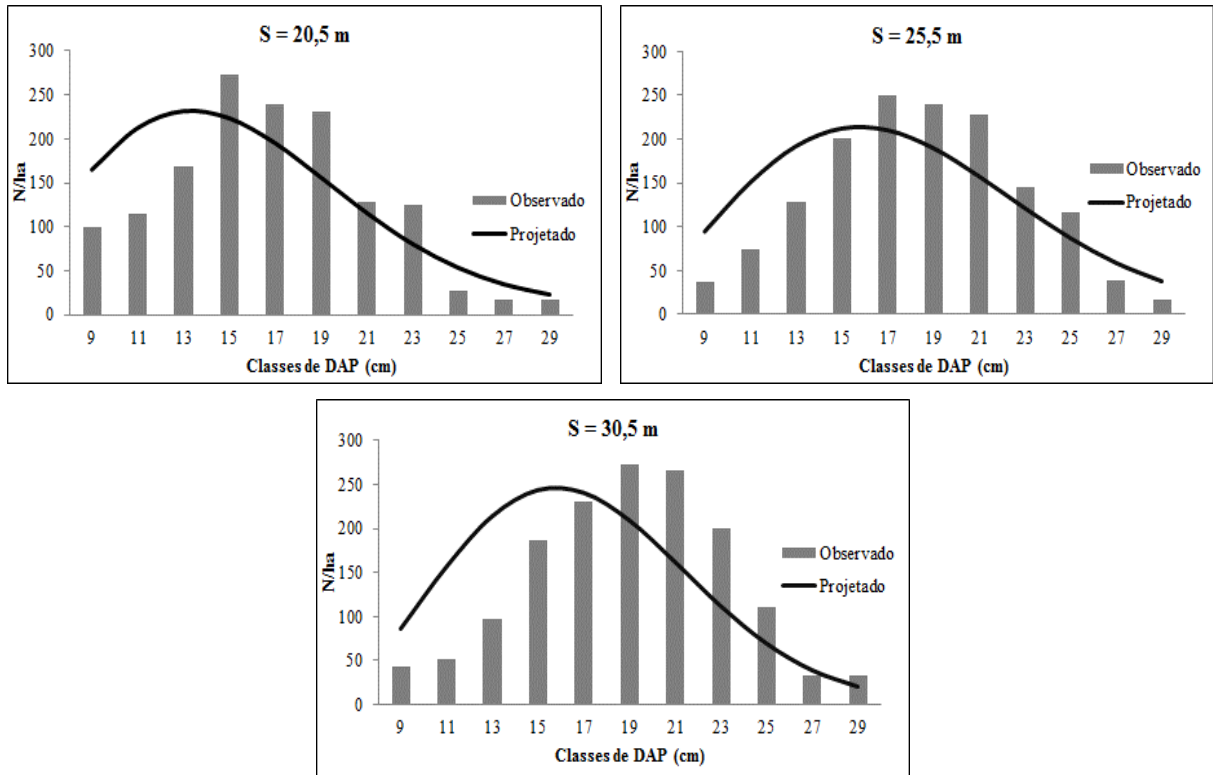 S = 20,5 m
300
250
200
150
100
50
0
N/ha
Observado
Projetado
9 11 13 15 17 19 21 23 25 27 29
Classes de DAP (cm)
S = 25,5 m
300
250
200
150
100
50
0
N/ha
Observado
Projetado
9 11 13 15 17 19 21 23 25 27 29
Classes de DAP (cm)
S = 30,5 m
300
250
200
150
100
50
0
N/ha
Observado
Projetado
9 11 13 15 17 19 21 23 25 27 29
Classes de DAP (cm)